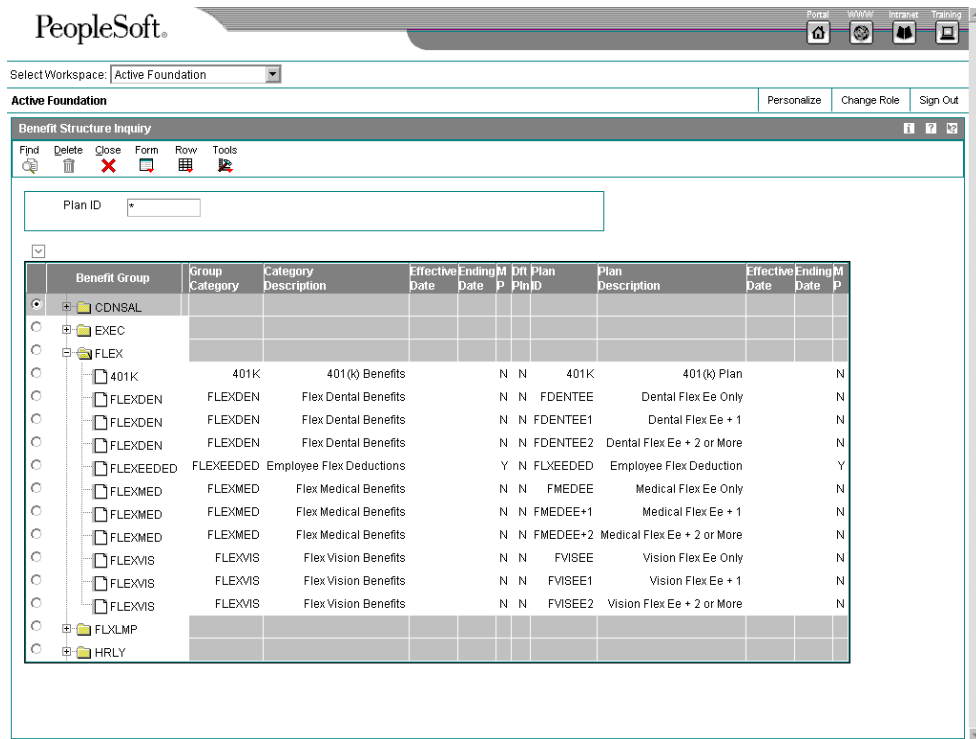 PeopleSoft.
Portal WWW Intranet Training
Select Workspace: Active Foundation
Active Foundation Personalize Change Role Sign Out
Benefit Structure Inquiry i ? ?
Find Delete Close Form Row Tools
Plan ID *
Benefit Group Group Category Category Description Effective Date Ending Date M P Dft Pln Plan ID Plan Description Effective Date Ending Date M P
CDNSAL
EXEC
FLEX
401K 401K 401(k) Benefits N N 401K 401(k) Plan N
FLEXDEN FLEXDEN Flex Dental Benefits N N FDENTEE Dental Flex Ee Only N
FLEXDEN FLEXDEN Flex Dental Benefits N N FDENTEE1 Dental Flex Ee + 1 N
FLEXDEN FLEXDEN Flex Dental Benefits N N FDENTEE2 Dental Flex Ee + 2 or More N
FLEXEEDED FLEXEEDED Employee Flex Deductions Y N FLXEEDED Employee Flex Deduction Y
FLEXMED FLEXMED Flex Medical Benefits N N FMEDEE Medical Flex Ee Only N
FLEXMED FLEXMED Flex Medical Benefits N N FMEDEE+1 Medical Flex Ee + 1 N
FLEXMED FLEXMED Flex Medical Benefits N N FMEDEE+2 Medical Flex Ee + 2 or More N
FLEXVIS FLEXVIS Flex Vision Benefits N N FVISEE Vision Flex Ee Only N
FLEXVIS FLEXVIS Flex Vision Benefits N N FVISEE1 Vision Flex Ee + 1 N
FLEXVIS FLEXVIS Flex Vision Benefits N N FVISEE2 Vision Flex Ee + 2 or More N
FLXLMP
HRLY